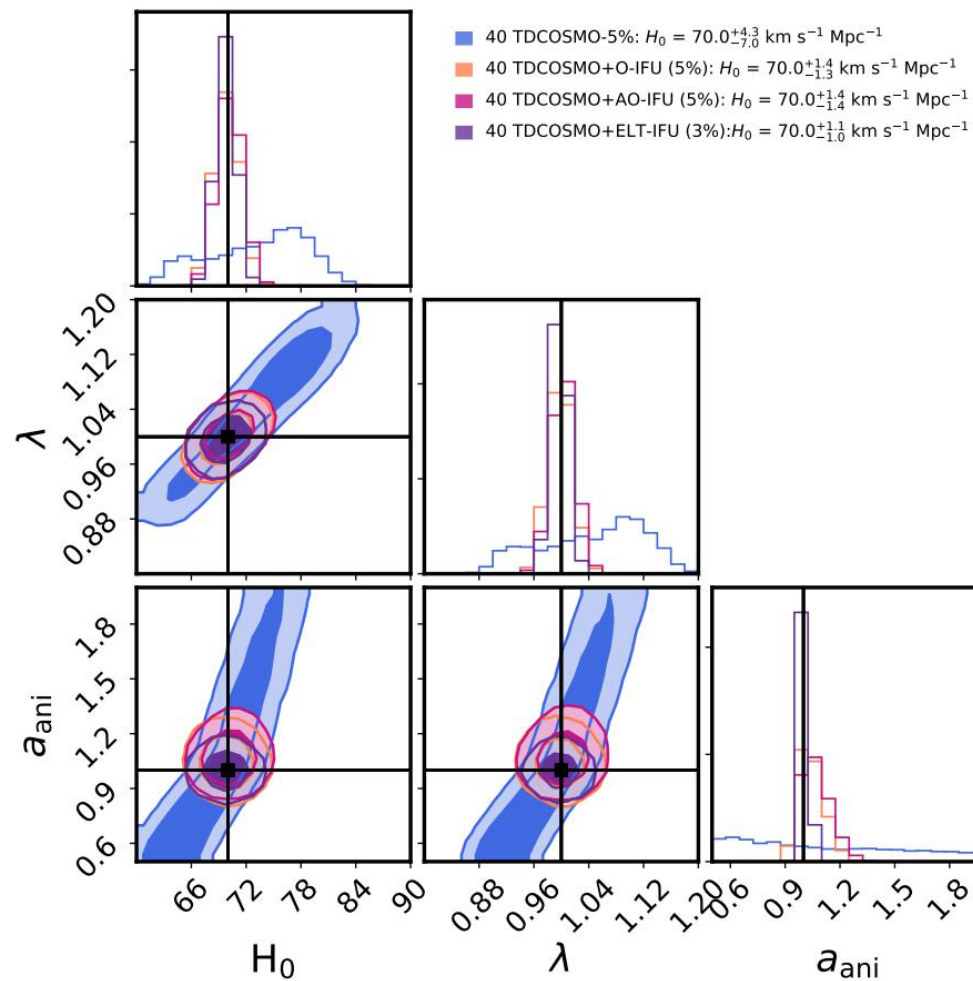 40 TDCOSMO-5%: H₀ = 70.0⁺⁴·³₋₇.₀ km s⁻¹ Mpc⁻¹
40 TDCOSMO+O-IFU (5%): H₀ = 70.0⁺¹·⁴₋₁.₃ km s⁻¹ Mpc⁻¹
40 TDCOSMO+AO-IFU (5%): H₀ = 70.0⁺¹·⁴₋₁.₄ km s⁻¹ Mpc⁻¹
40 TDCOSMO+ELT-IFU (3%):H₀ = 70.0⁺¹·¹₋₁.₀ km s⁻¹ Mpc⁻¹
1.20
1.12
1.04
0.96
0.88
λ
1.8
1.5
1.2
0.9
0.6
a_ani
66 72 78 84 90
0.88 0.96 1.04 1.12 1.20
0.6 0.9 1.2 1.5 1.8
H₀
λ
a_ani